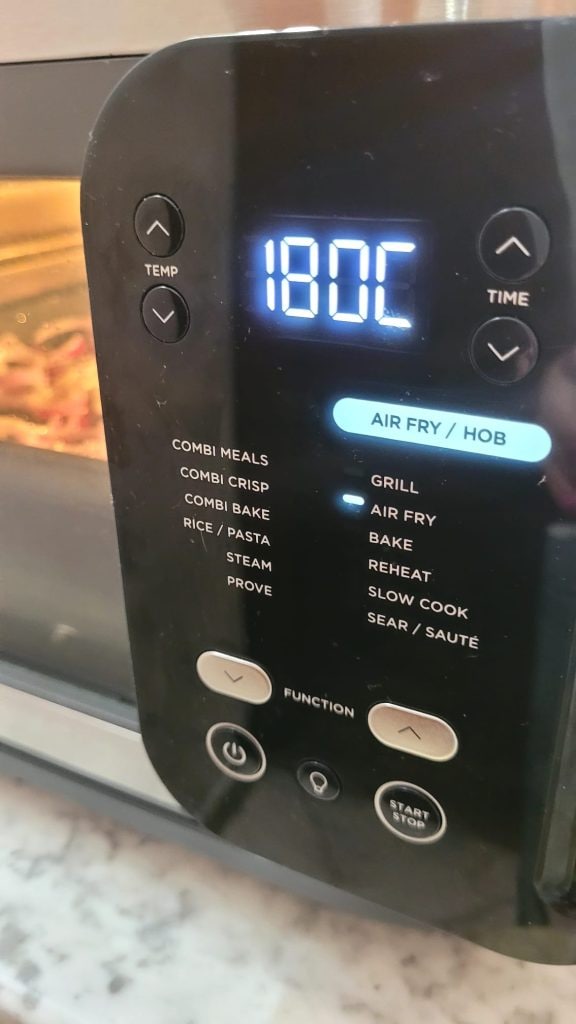 180C
TEMP
TIME
AIR FRY / HOB
COMBI MEALS
COMBI CRISP
COMBI BAKE
RICE / PASTA
STEAM
PROVE
GRILL
AIR FRY
BAKE
REHEAT
SLOW COOK
SEAR / SAUTÉ
FUNCTION
START
STOP